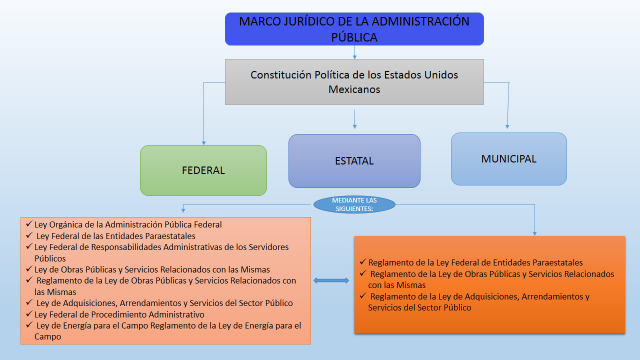 MARCO JURÍDICO DE LA ADMINISTRACIÓN
PÚBLICA
Constitución Política de los Estados Unidos
Mexicanos
FEDERAL
ESTATAL
MUNICIPAL
MEDIANTE LAS
SIGUIENTES:
✓ Ley Orgánica de la Administración Pública Federal
✓ Ley Federal de las Entidades Paraestatales
✓ Ley Federal de Responsabilidades Administrativas de los Servidores
Públicos
✓ Ley de Obras Públicas y Servicios Relacionados con las Mismas
✓ Reglamento de la Ley de Obras Públicas y Servicios Relacionados con
las Mismas
✓ Ley de Adquisiciones, Arrendamientos y Servicios del Sector Público
✓ Ley Federal de Procedimiento Administrativo
✓ Ley de Energía para el Campo Reglamento de la Ley de Energía para el
Campo
✓ Reglamento de la Ley Federal de Entidades Paraestatales
✓ Reglamento de la Ley de Obras Públicas y Servicios Relacionados
con las Mismas
✓ Reglamento de la Ley de Adquisiciones, Arrendamientos y
Servicios del Sector Público